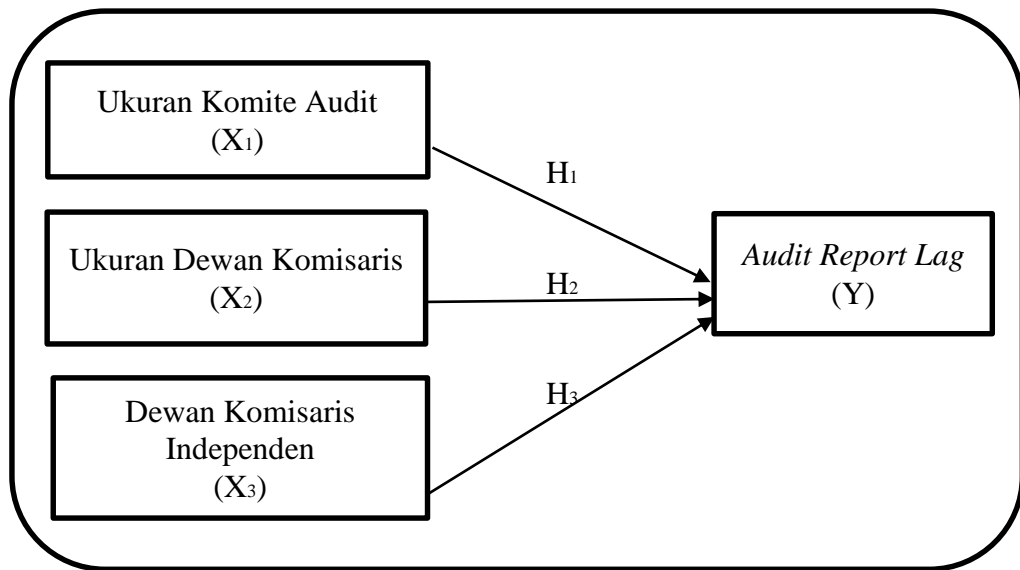 Ukuran Komite Audit
(X₁)
H₁
Ukuran Dewan Komisaris
(X₂)
H₂
Audit Report Lag
(Y)
H₃
Dewan Komisaris
Independen
(X₃)